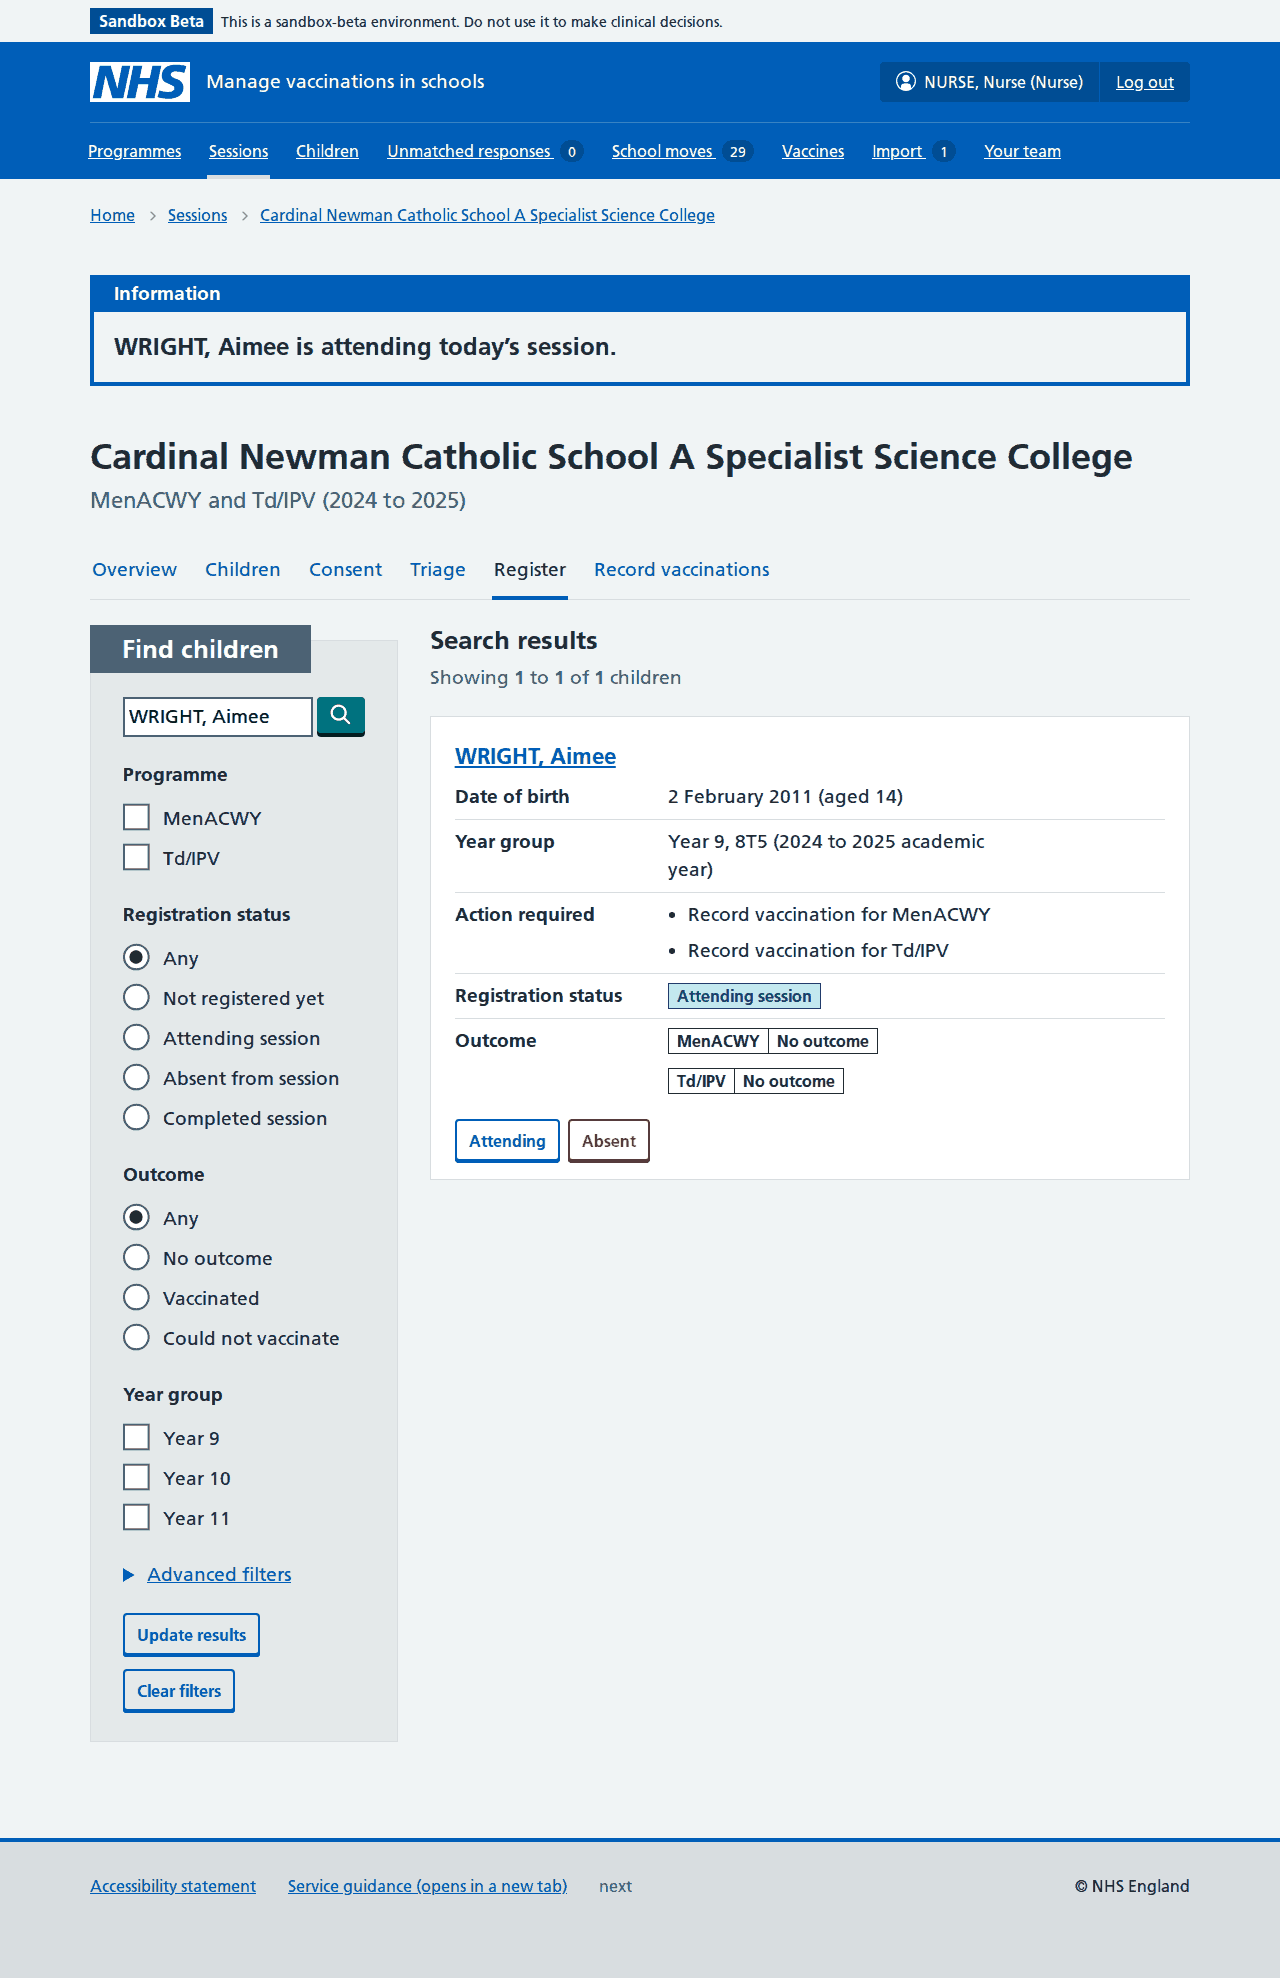 Sandbox Beta This is a sandbox-beta environment. Do not use it to make clinical decisions.
NHS Manage vaccinations in schools NURSE, Nurse (Nurse) Log out
Programmes Sessions Children Unmatched responses 0 School moves 29 Vaccines Import 1 Your team
Home Sessions Cardinal Newman Catholic School A Specialist Science College
Information
WRIGHT, Aimee is attending today’s session.
Cardinal Newman Catholic School A Specialist Science College
MenACWY and Td/IPV (2024 to 2025)
Overview Children Consent Triage Register Record vaccinations
Find children
WRIGHT, Aimee
Programme
MenACWY
Td/IPV
Registration status
Any
Not registered yet
Attending session
Absent from session
Completed session
Outcome
Any
No outcome
Vaccinated
Could not vaccinate
Year group
Year 9
Year 10
Year 11
Advanced filters
Update results
Clear filters
Search results
Showing 1 to 1 of 1 children
WRIGHT, Aimee
Date of birth 2 February 2011 (aged 14)
Year group Year 9, 8T5 (2024 to 2025 academic
year)
Action required • Record vaccination for MenACWY
• Record vaccination for Td/IPV
Registration status Attending session
Outcome MenACWY No outcome
Td/IPV No outcome
Attending Absent
Accessibility statement Service guidance (opens in a new tab) next © NHS England